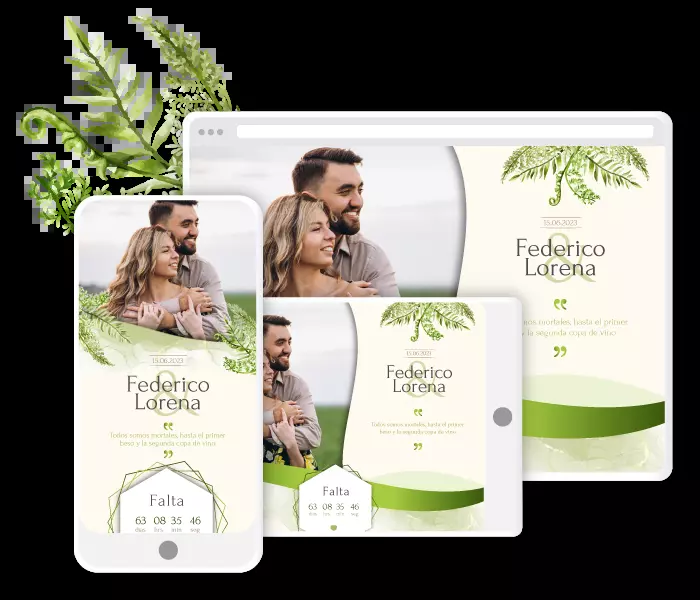 15.06.2023
Federico
&
Lorena
Todos somos mortales, hasta el primer
beso y la segunda copa de vino
Falta
63 08 35 46
días hrs. min seg
15.06.2023
Federico
&
Lorena
Todos somos mortales, hasta el primer
beso y la segunda copa de vino
Falta
63 08 35 46
15.06.2023
Federico
&
Lorena
os somos mortales, hasta el primer
y la segunda copa de vino